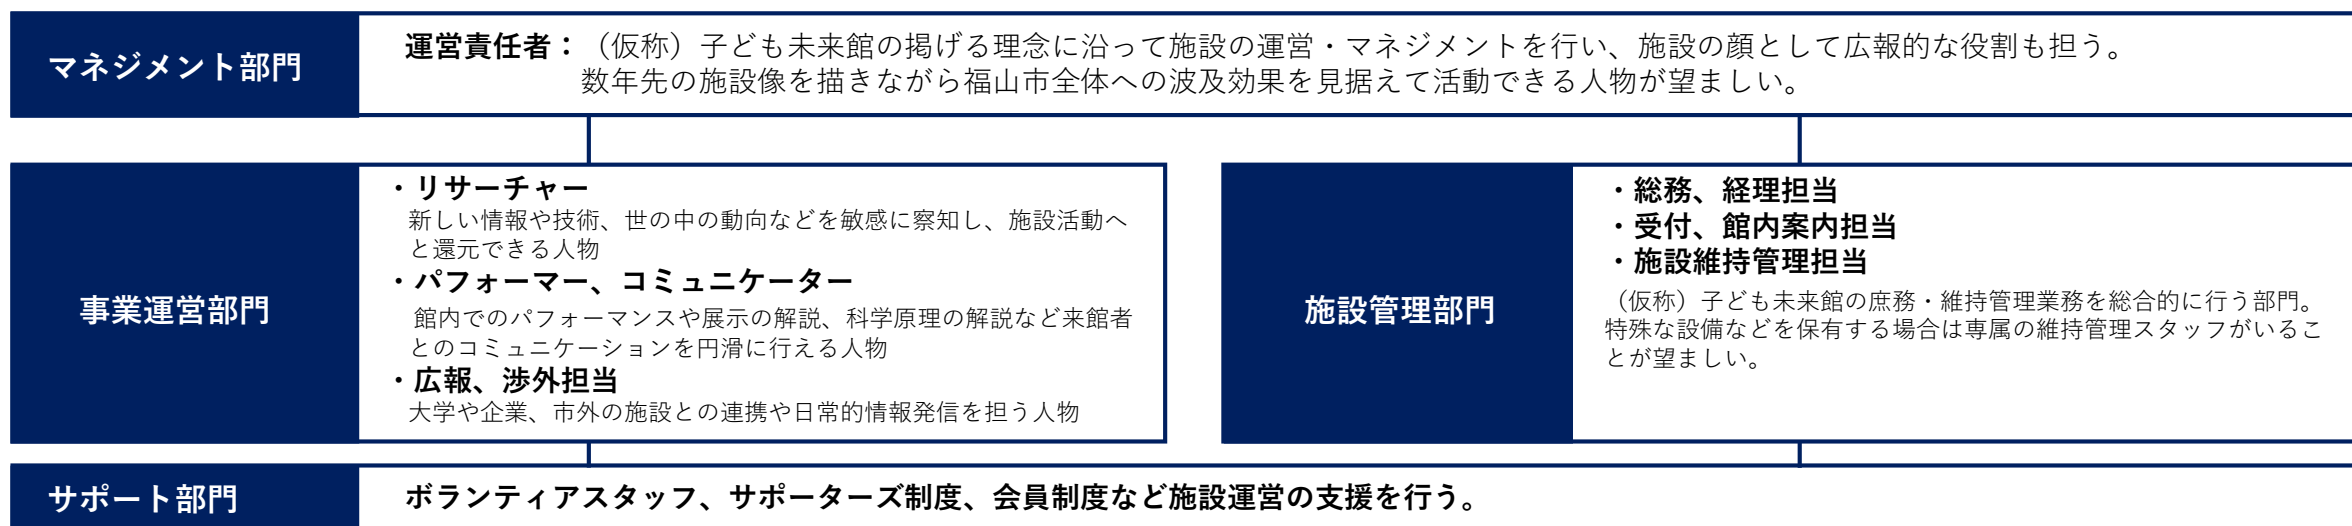 マネジメント部門
運営責任者：（仮称）子ども未来館の掲げる理念に沿って施設の運営・マネジメントを行い、施設の顔として広報的な役割も担う。
数年先の施設像を描きながら福山市全体への波及効果を見据えて活動できる人物が望ましい。
事業運営部門
・リサーチャー
新しい情報や技術、世の中の動向などを敏感に察知し、施設活動へ
と還元できる人物
・パフォーマー、コミュニケーター
館内でのパフォーマンスや展示の解説、科学原理の解説など来館者
とのコミュニケーションを円滑に行える人物
・広報、渉外担当
大学や企業、市外の施設との連携や日常的情報発信を担う人物
施設管理部門
・総務、経理担当
・受付、館内案内担当
・施設維持管理担当
（仮称）子ども未来館の庶務・維持管理業務を総合的に行う部門。
特殊な設備などを保有する場合は専属の維持管理スタッフがいるこ
とが望ましい。
サポート部門
ボランティアスタッフ、サポーターズ制度、会員制度など施設運営の支援を行う。